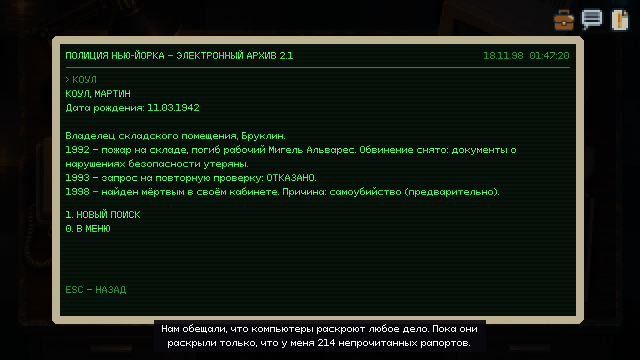 ПОЛИЦИЯ НЬЮ-ЙОРКА – ЭЛЕКТРОННЫЙ АРХИВ 2.1 18.11.98 01:47:20
> КОУЛ
КОУЛ, МАРТИН
Дата рождения: 11.03.1942
Владелец складского помещения, Бруклин.
1992 – пожар на складе, погиб рабочий Мигель Альварес. Обвинение снято: документы о
нарушениях безопасности утеряны.
1993 – запрос на повторную проверку: ОТКАЗАНО.
1998 – найден мёртвым в своём кабинете. Причина: самоубийство (предварительно).
1. НОВЫЙ ПОИСК
0. В МЕНЮ
ESC – НАЗАД
Нам обещали, что компьютеры раскроют любое дело. Пока они
раскрыли только, что у меня 214 непрочитанных рапортов.